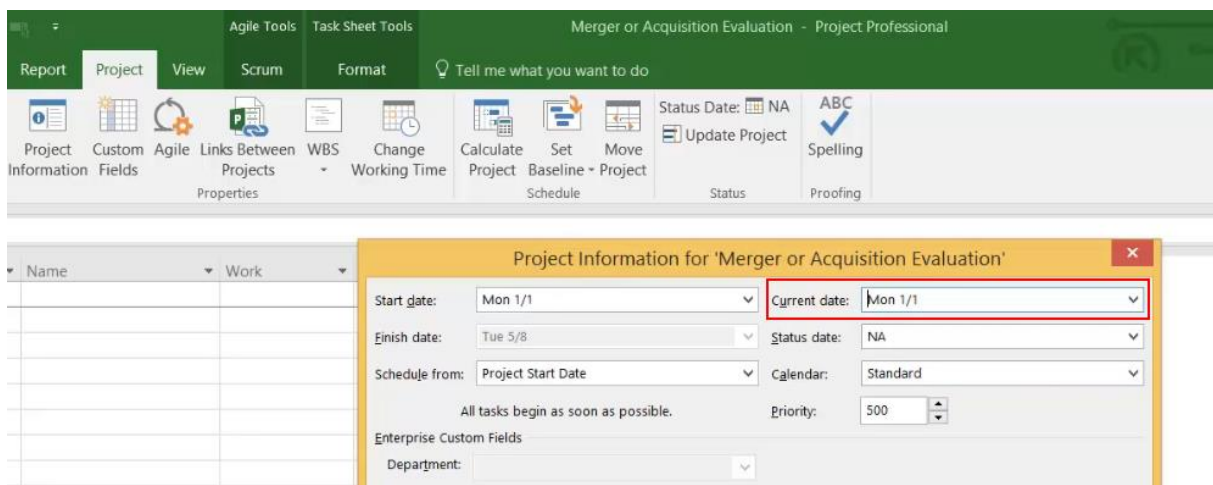 Agile Tools Task Sheet Tools Merger or Acquisition Evaluation - Project Professional
Report Project View Scrum Format Tell me what you want to do
Project Information
Custom Fields
Agile
Links Between Projects
WBS
Change Working Time
Properties
Calculate Project
Set Baseline
Move Project
Schedule
Status Date: NA
Update Project
Status
ABC
Spelling
Proofing
Name Work
Project Information for 'Merger or Acquisition Evaluation'
Start date: Mon 1/1 Current date: Mon 1/1
Finish date: Tue 5/8 Status date: NA
Schedule from: Project Start Date Calendar: Standard
All tasks begin as soon as possible. Priority: 500
Enterprise Custom Fields
Department: